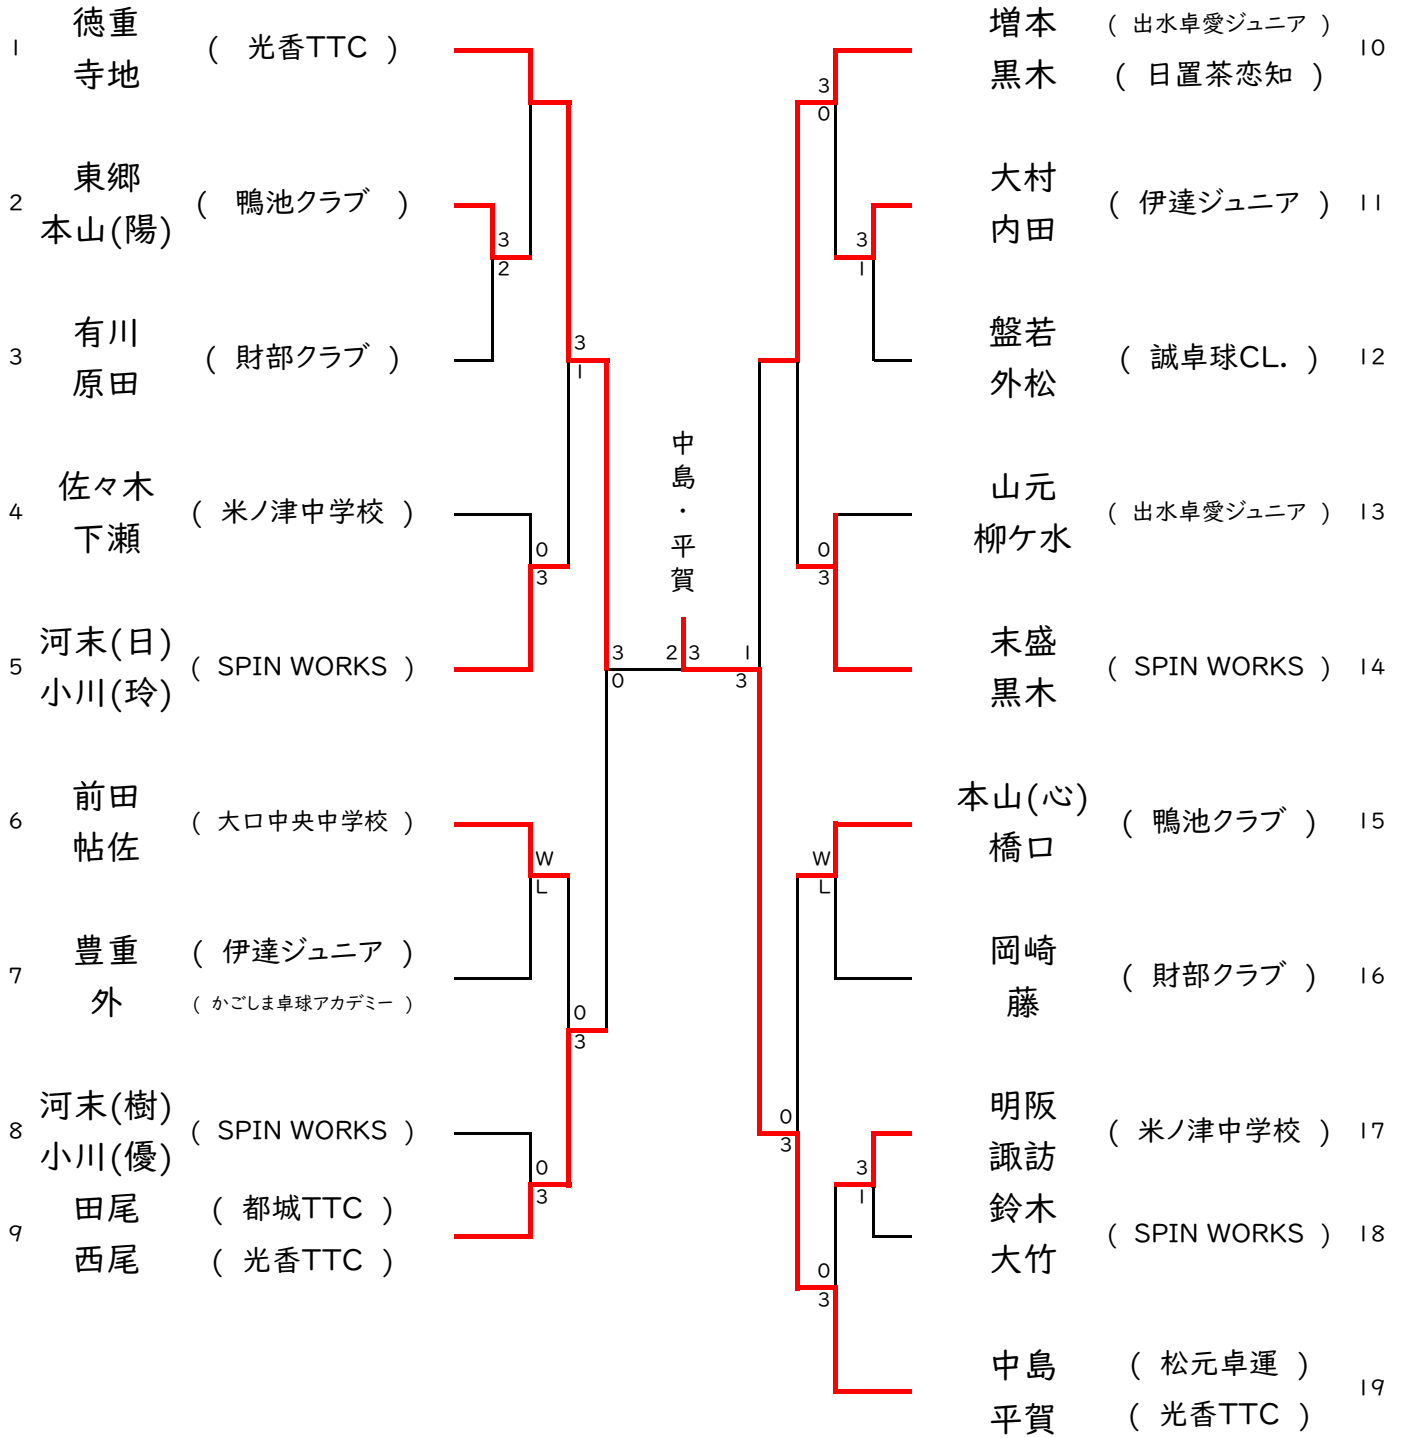 1 徳重 ( 光香TTC )
寺地
2 東郷 ( 鴨池クラブ )
本山(陽)
3 有川 ( 財部クラブ )
原田
4 佐々木 ( 米ノ津中学校 )
下瀬
5 河末(日) ( SPIN WORKS )
小川(玲)
6 前田 ( 大口中央中学校 )
帖佐
7 豊重 ( 伊達ジュニア )
外 ( かごしま卓球アカデミー )
8 河末(樹) ( SPIN WORKS )
小川(優)
9 田尾 ( 都城TTC )
西尾 ( 光香TTC )
3
2
3
1
0
3
3
0
W
L
0
3
0
3
中島・平賀
2 3
1
3
3
0
3
1
0
3
W
L
0
3
3
1
0
3
増本 ( 出水卓愛ジュニア ) 10
黒木 ( 日置茶恋知 )
大村 ( 伊達ジュニア ) 11
内田
盤若 ( 誠卓球CL. ) 12
外松
山元 ( 出水卓愛ジュニア ) 13
柳ケ水
末盛 ( SPIN WORKS ) 14
黒木
本山(心) ( 鴨池クラブ ) 15
橋口
岡崎 ( 財部クラブ ) 16
藤
明阪 ( 米ノ津中学校 ) 17
諏訪
鈴木 ( SPIN WORKS ) 18
大竹
中島 ( 松元卓運 ) 19
平賀 ( 光香TTC )